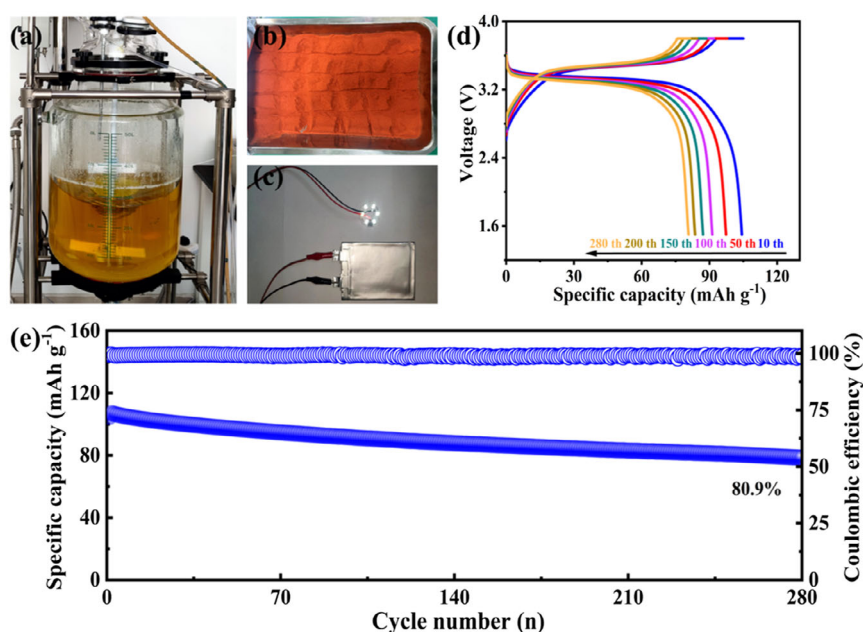 (a)
(b)
(c)
(d)
4.0
3.2
2.4
1.6
Voltage (V)
280 th 200 th 150 th 100 th 50 th 10 th
0 30 60 90 120
Specific capacity (mAh g⁻¹)
(e)
160
120
80
40
0
Specific capacity (mAh g⁻¹)
100
75
50
25
0
Coulombic efficiency (%)
80.9%
0 70 140 210 280
Cycle number (n)